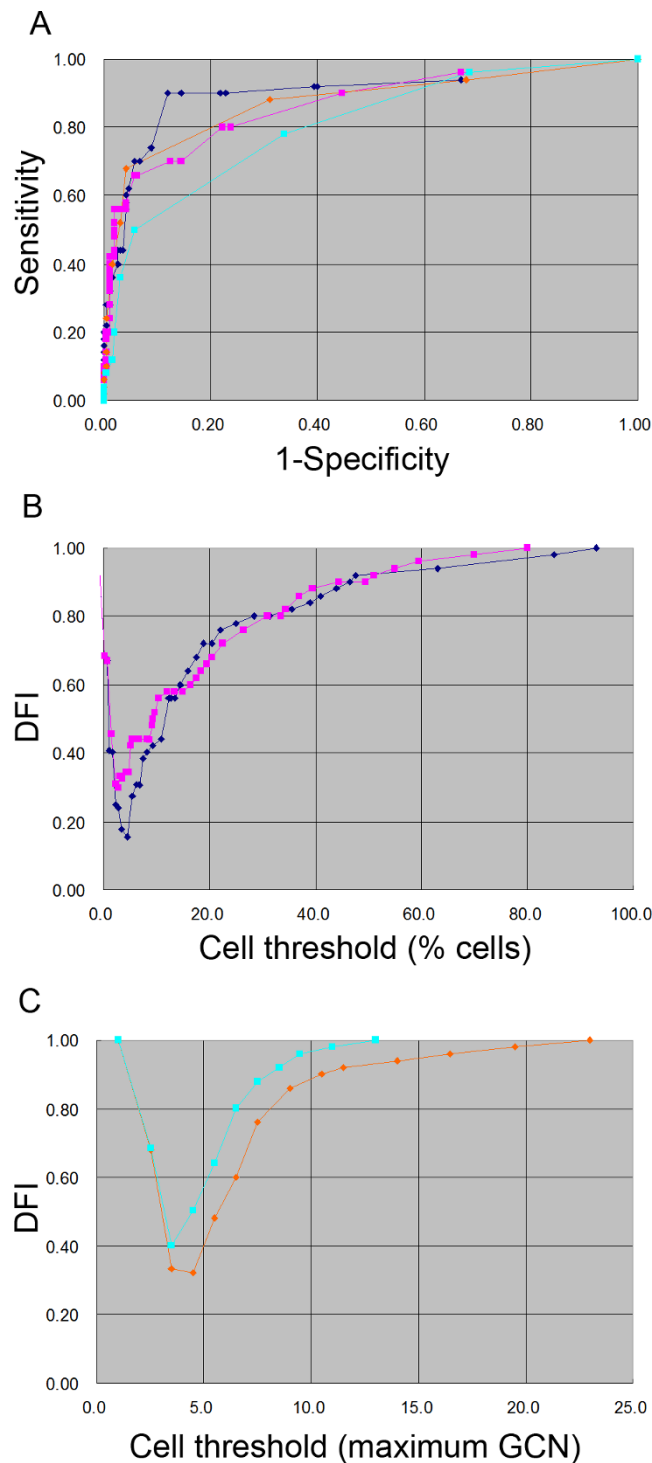 A
1.00
0.80
0.60
0.40
0.20
0.00
Sensitivity
0.00 0.20 0.40 0.60 0.80 1.00
1-Specificity
B
1.00
0.80
0.60
0.40
0.20
0.00
DFI
0.0 20.0 40.0 60.0 80.0 100.0
Cell threshold (% cells)
C
1.00
0.80
0.60
0.40
0.20
0.00
DFI
0.0 5.0 10.0 15.0 20.0 25.0
Cell threshold (maximum GCN)